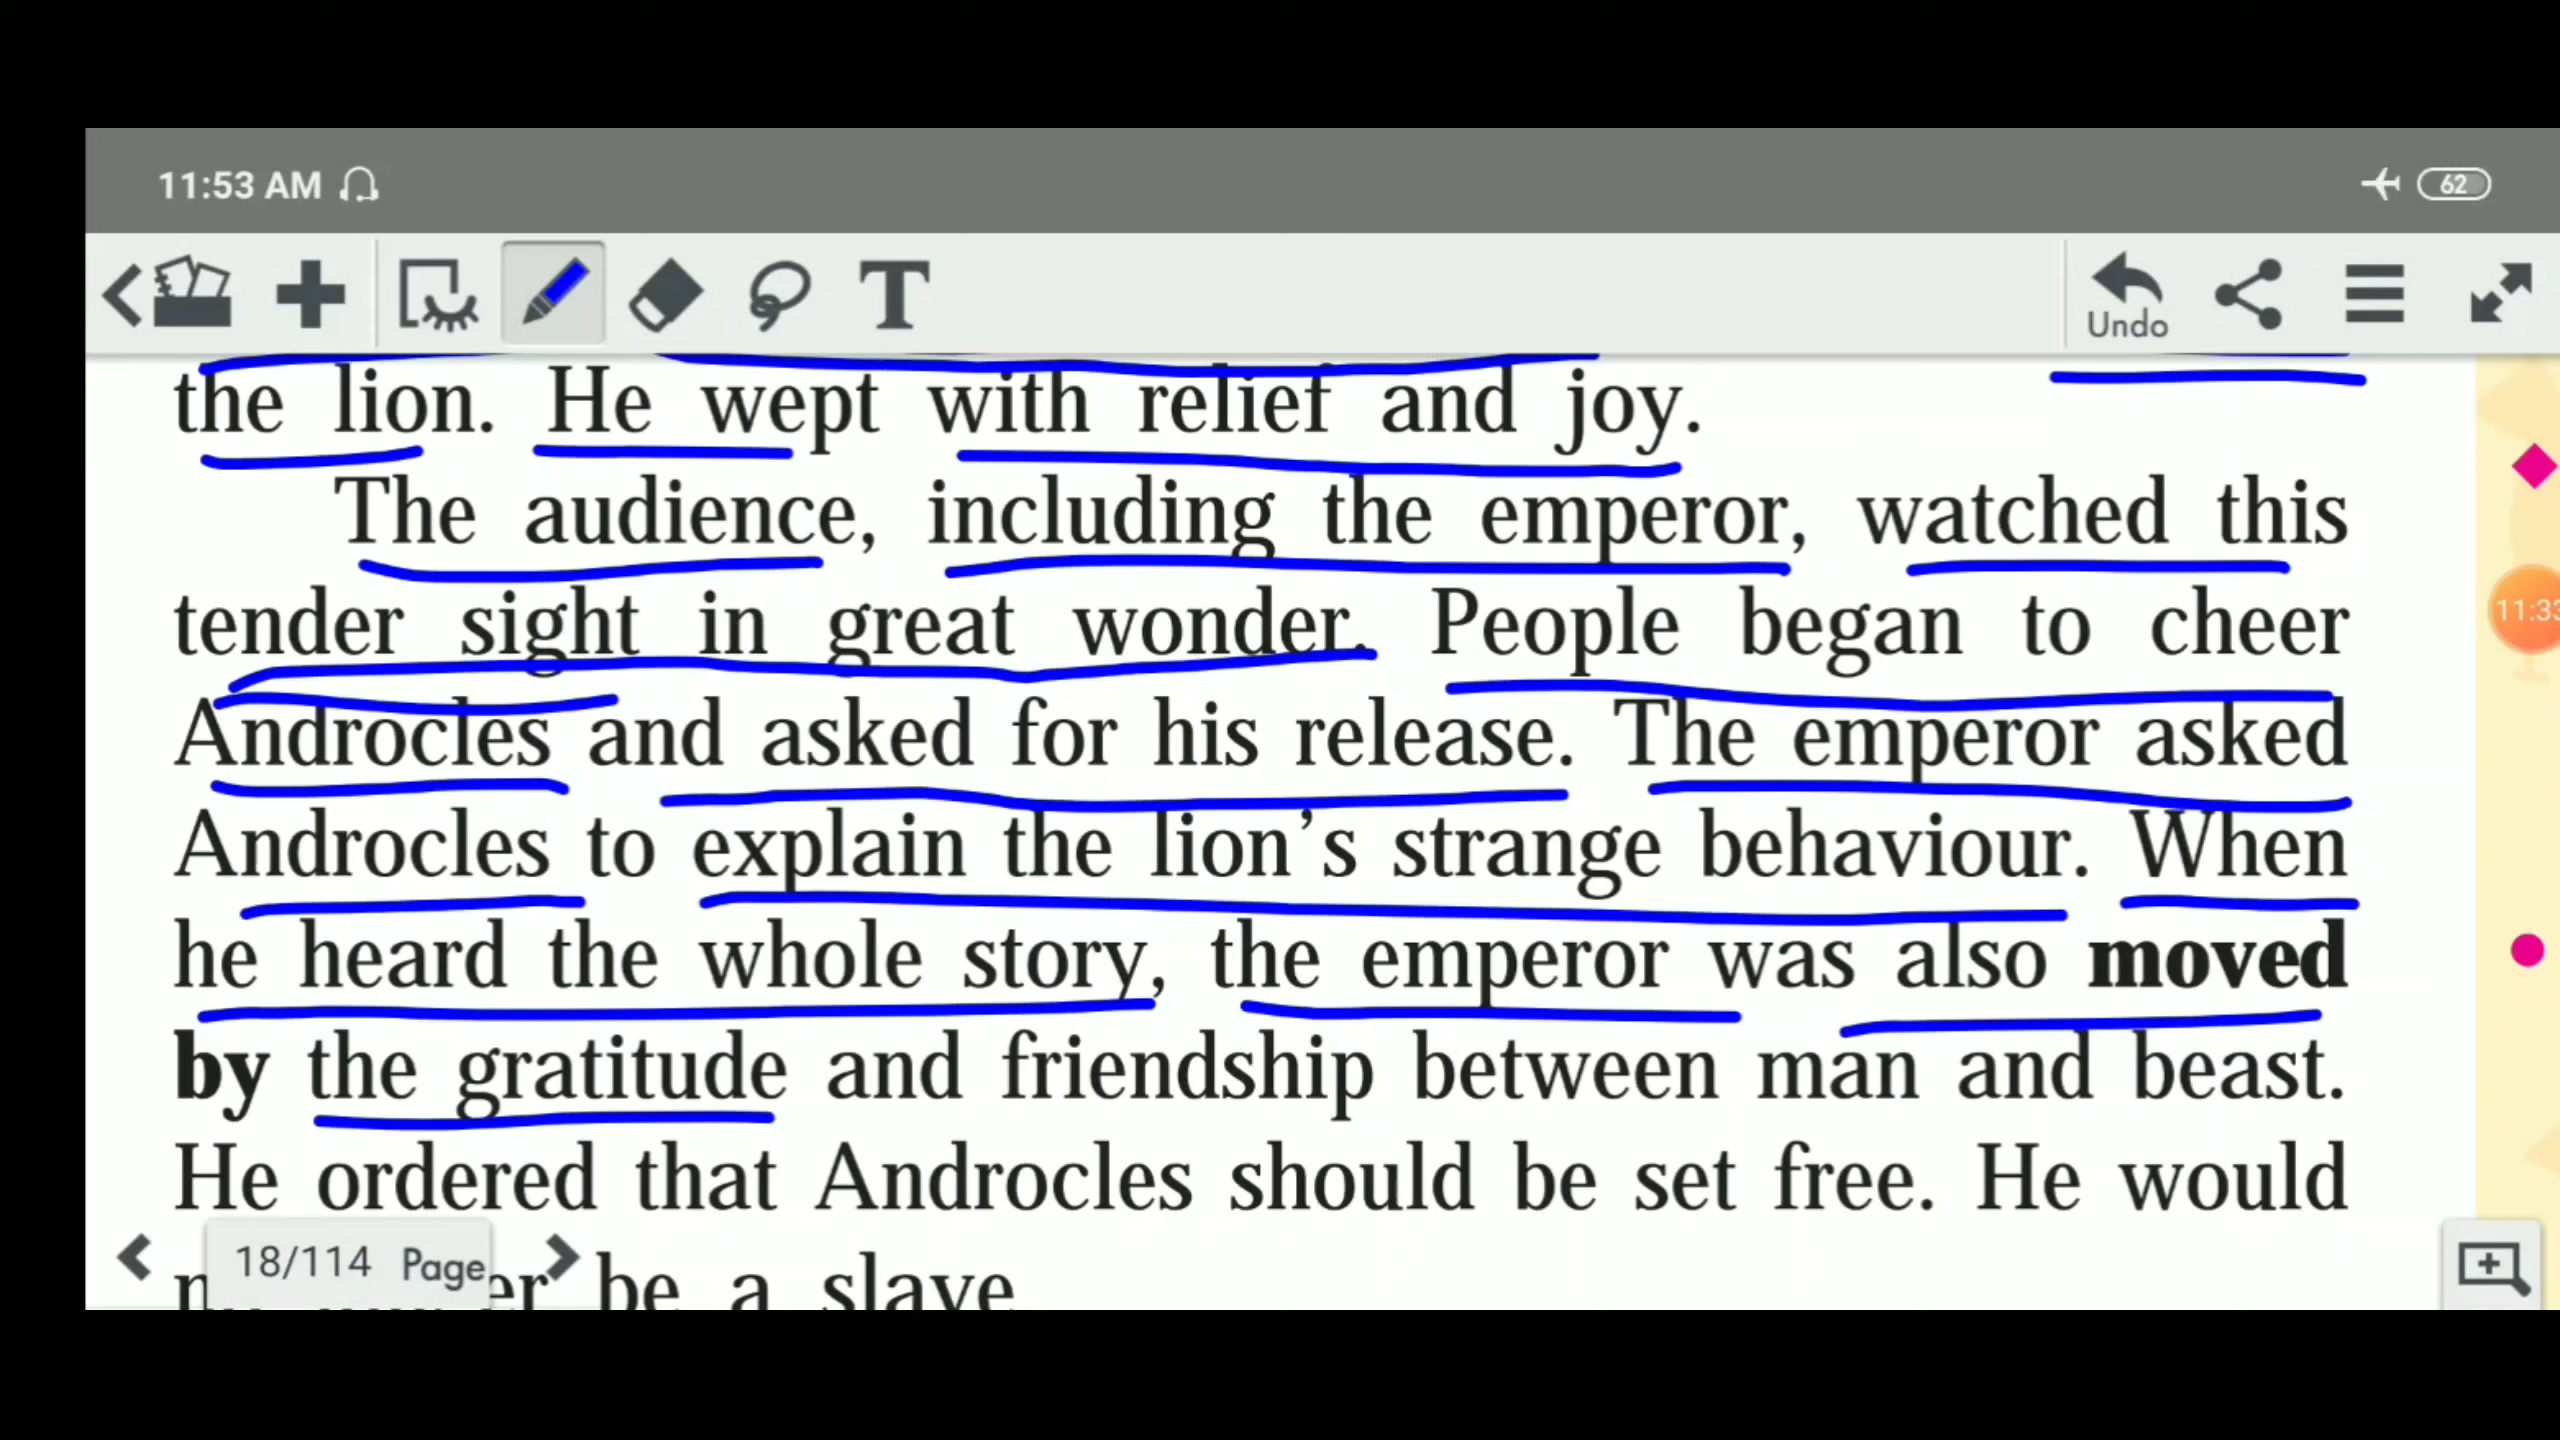 11:53 AM 62
T Undo
the lion. He wept with relief and joy.
The audience, including the emperor, watched this
tender sight in great wonder. People began to cheer
11:33
Androcles and asked for his release. The emperor asked
Androcles to explain the lion's strange behaviour. When
he heard the whole story, the emperor was also moved
by the gratitude and friendship between man and beast.
He ordered that Androcles should be set free. He would
18/114 Page
be a slave